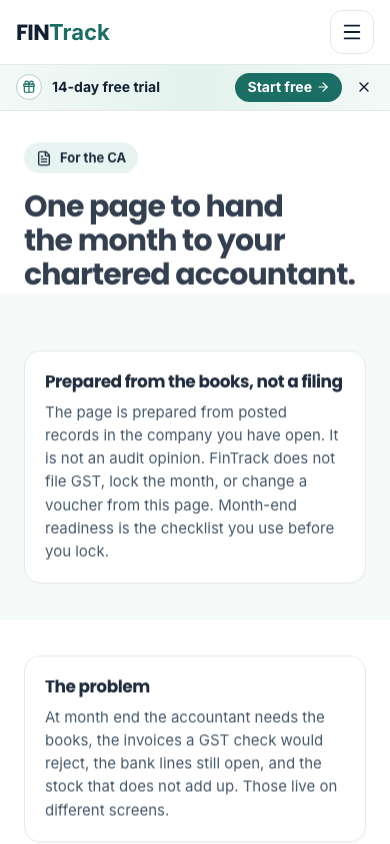 FINTrack
14-day free trial
Start free →
For the CA
One page to hand
the month to your
chartered accountant.
Prepared from the books, not a filing
The page is prepared from posted
records in the company you have open. It
is not an audit opinion. FinTrack does not
file GST, lock the month, or change a
voucher from this page. Month-end
readiness is the checklist you use before
you lock.
The problem
At month end the accountant needs the
books, the invoices a GST check would
reject, the bank lines still open, and the
stock that does not add up. Those live on
different screens.